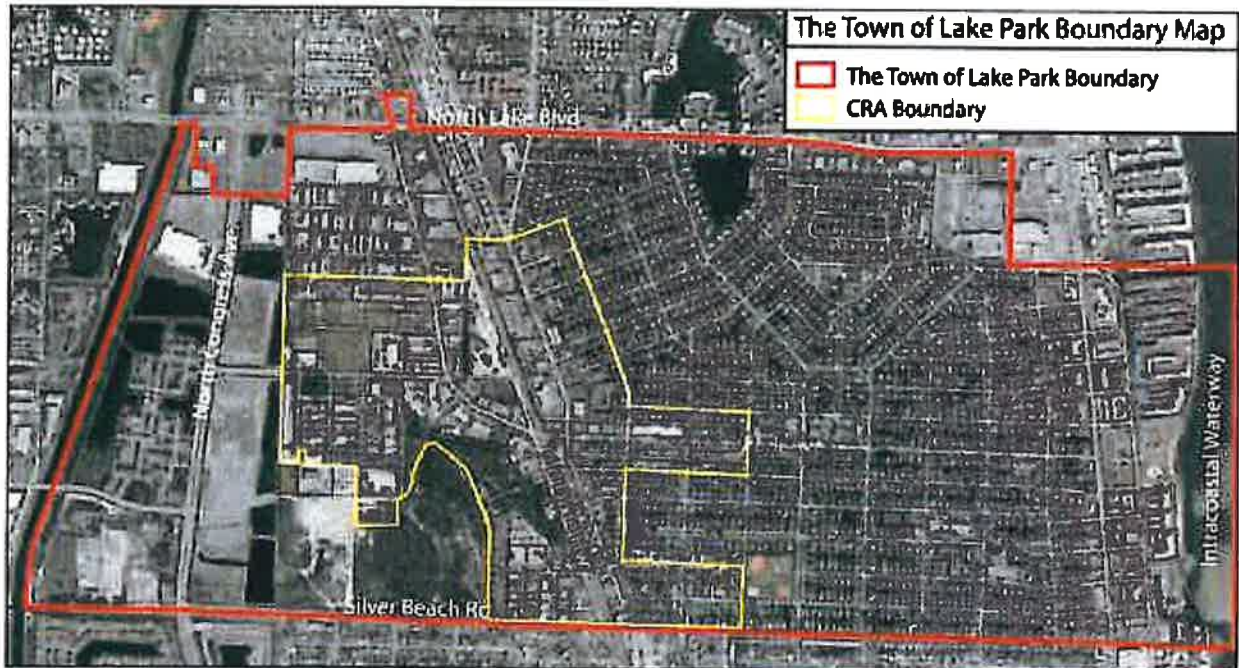 The Town of Lake Park Boundary Map
The Town of Lake Park Boundary
CRA Boundary
North Lake Blvd
North Congress Ave
Silver Beach Rd
Intracoastal Waterway